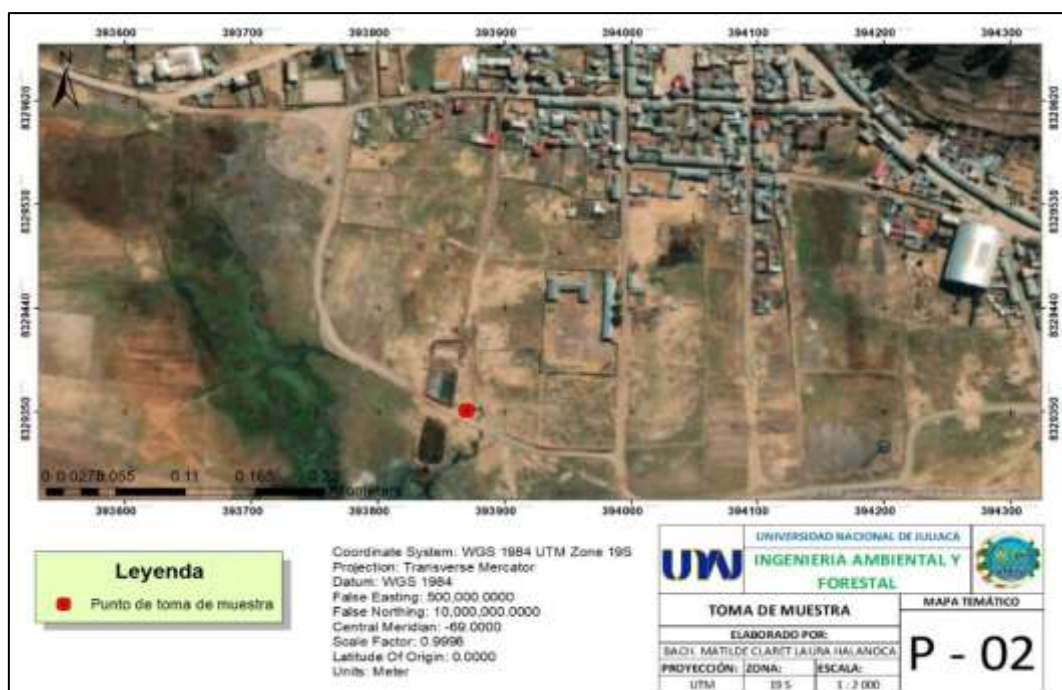 393600 393700 393800 393900 394000 394100 394200 394300
N
8329620 8329620
8329530 8329530
8329440 8329440
8329350 8329350
0 0.0275 0.055 0.11 0.165 0.22
Kilometers
393600 393700 393800 393900 394000 394100 394200 394300
Leyenda
Punto de toma de muestra
Coordinate System: WGS 1984 UTM Zone 19S
Projection: Transverse Mercator
Datum: WGS 1984
False Easting: 500,000.0000
False Northing: 10,000,000.0000
Central Meridian: -69.0000
Scale Factor: 0.9996
Latitude Of Origin: 0.0000
Units: Meter
UNAJ
UNIVERSIDAD NACIONAL DE JULIACA
INGENIERIA AMBIENTAL Y
FORESTAL
TOMA DE MUESTRA
MAPA TEMÁTICO
ELABORADO POR:
BACH. MATILDE CLARET LAURA HALANOCA
P - 02
PROYECCIÓN: ZONA: ESCALA:
UTM 19 S 1 : 2 000